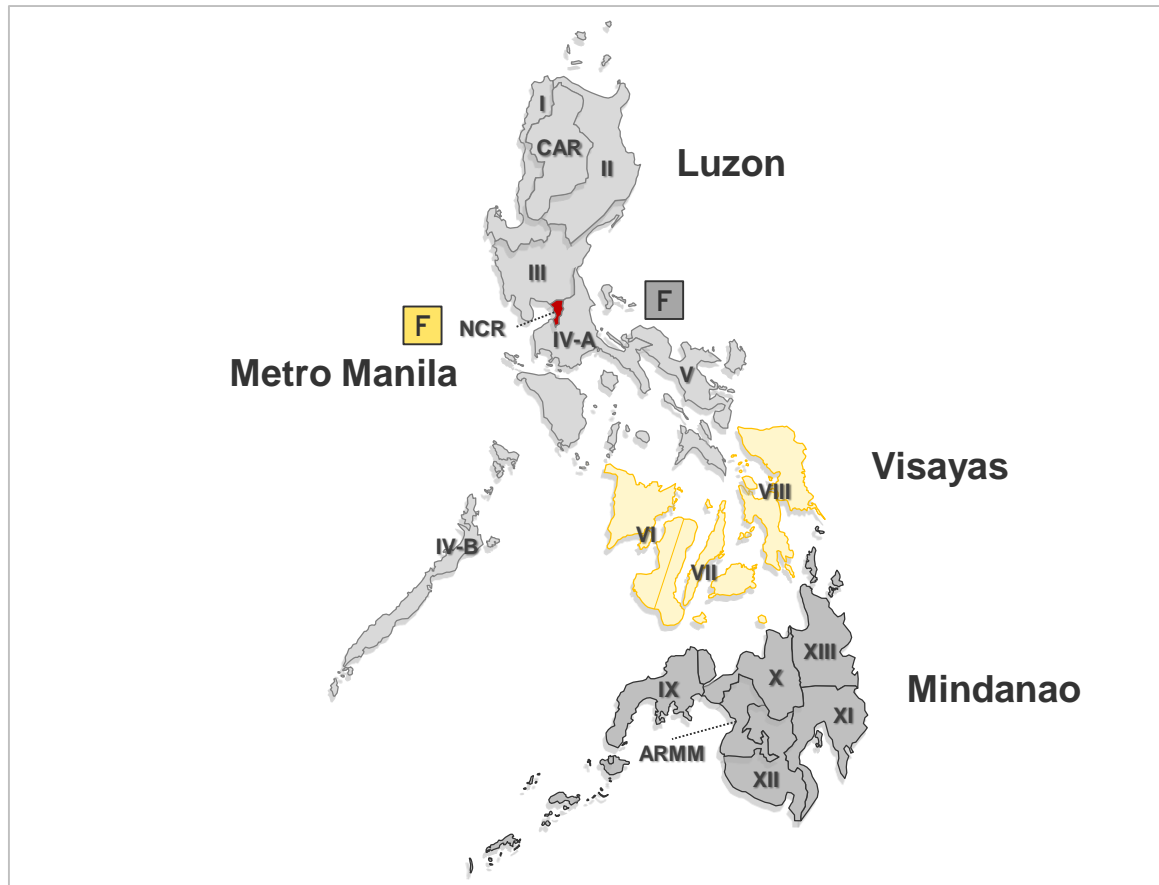 I
CAR
II
Luzon
III
F
F
NCR
IV-A
Metro Manila
V
Visayas
VIII
VI
IV-B
VII
XIII
X
IX
Mindanao
XI
ARMM
XII